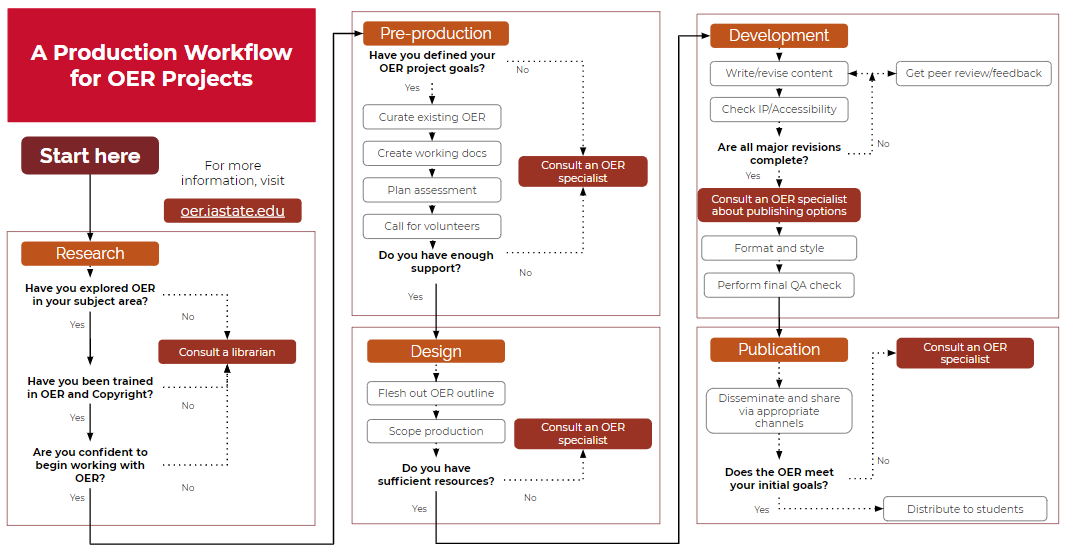 A Production Workflow
for OER Projects
Start here
For more
information, visit
oer.iastate.edu
Research
Have you explored OER
in your subject area?
No
Yes
Consult a librarian
Have you been trained
in OER and Copyright?
No
Yes
Are you confident to
begin working with
OER?
No
Yes
Pre-production
Have you defined your
OER project goals?
No
Yes
Curate existing OER
Create working docs
Consult an OER
specialist
Plan assessment
Call for volunteers
Do you have enough
support?
No
Yes
Design
Flesh out OER outline
Scope production
Consult an OER
specialist
Do you have
sufficient resources?
No
Yes
Development
Write/revise content
Get peer review/feedback
Check IP/Accessibility
Are all major revisions
complete?
No
Yes
Consult an OER specialist
about publishing options
Format and style
Perform final QA check
Publication
Consult an OER
specialist
Disseminate and share
via appropriate
channels
Does the OER meet
your initial goals?
No
Yes
Distribute to students